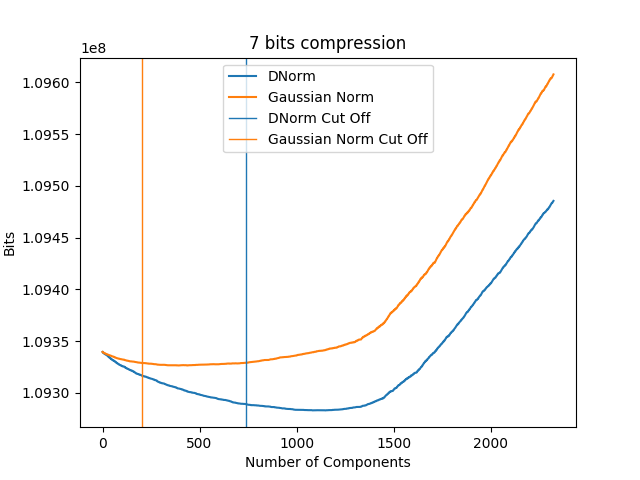 7 bits compression
1e8
DNorm
Gaussian Norm
DNorm Cut Off
Gaussian Norm Cut Off
1.0960
1.0955
1.0950
1.0945
1.0940
1.0935
1.0930
Bits
0
500
1000
1500
2000
Number of Components